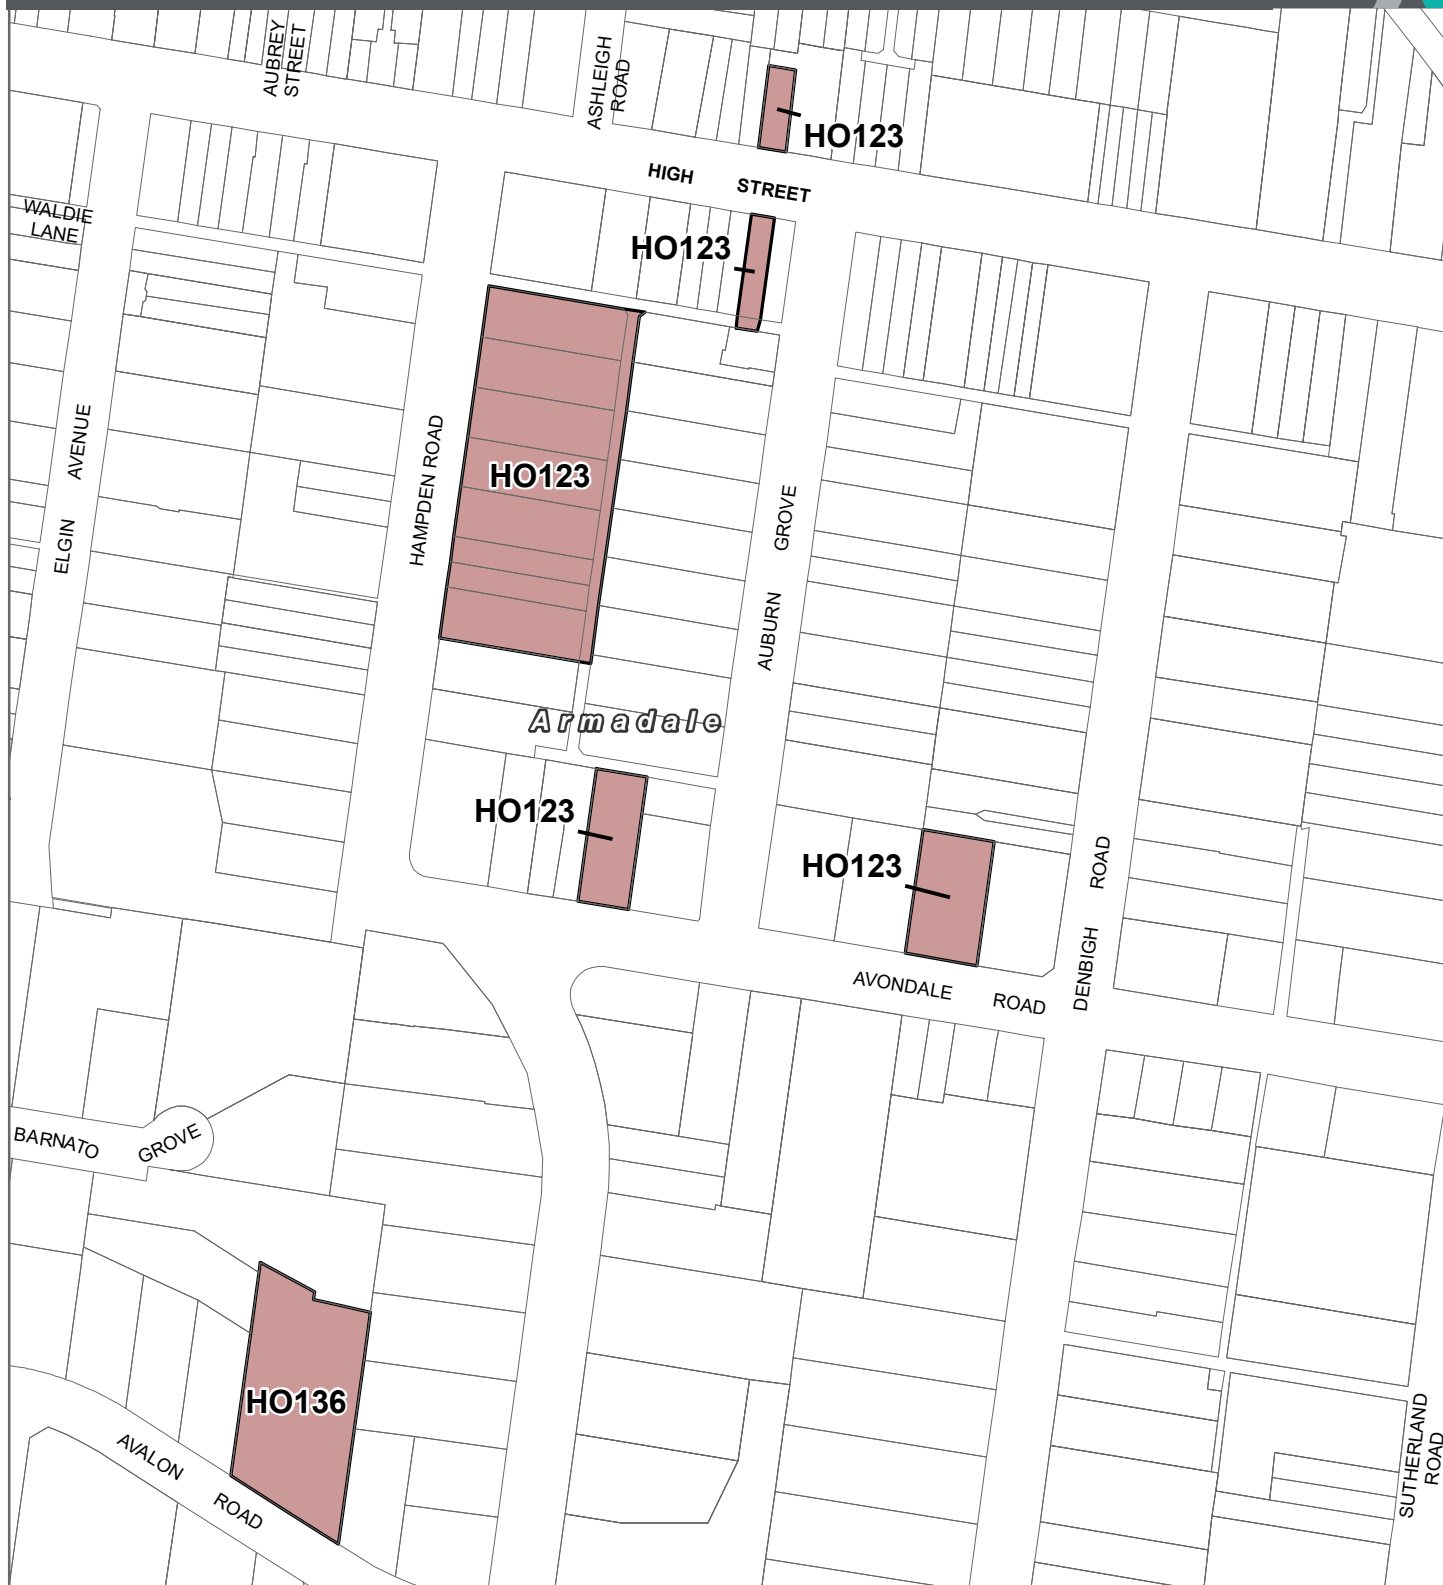 AUBREY
STREET
ASHLEIGH
ROAD
HO123
HIGH STREET
WALDIE
LANE
HO123
ELGIN AVENUE
HAMPDEN ROAD
HO123
AUBURN GROVE
Armadale
HO123
HO123
DENBIGH ROAD
AVONDALE ROAD
BARNATO GROVE
HO136
AVALON ROAD
SUTHERLAND
ROAD